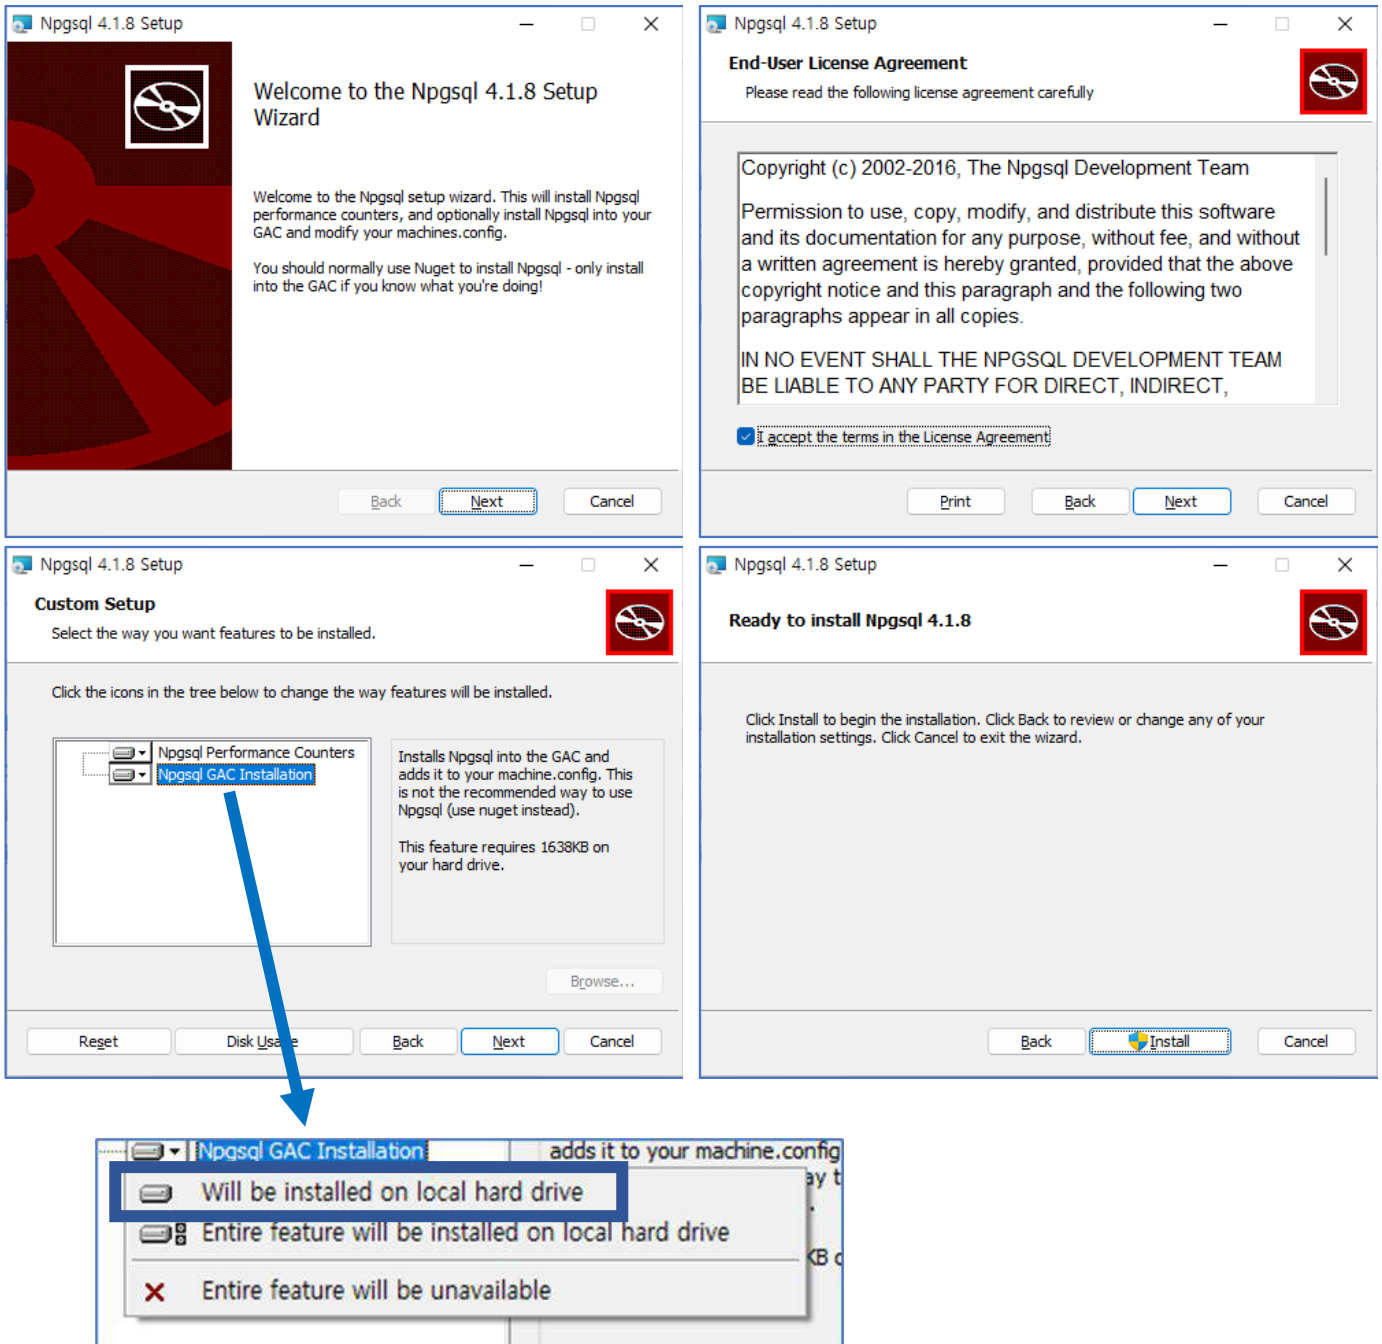 Npgsql 4.1.8 Setup
Welcome to the Npgsql 4.1.8 Setup
Wizard
Welcome to the Npgsql setup wizard. This will install Npgsql
performance counters, and optionally install Npgsql into your
GAC and modify your machines.config.
You should normally use Nuget to install Npgsql - only install
into the GAC if you know what you're doing!
Back
Next
Cancel
Npgsql 4.1.8 Setup
End-User License Agreement
Please read the following license agreement carefully
Copyright (c) 2002-2016, The Npgsql Development Team
Permission to use, copy, modify, and distribute this software
and its documentation for any purpose, without fee, and without
a written agreement is hereby granted, provided that the above
copyright notice and this paragraph and the following two
paragraphs appear in all copies.
IN NO EVENT SHALL THE NPGSQL DEVELOPMENT TEAM
BE LIABLE TO ANY PARTY FOR DIRECT, INDIRECT,
I accept the terms in the License Agreement
Print
Back
Next
Cancel
Npgsql 4.1.8 Setup
Custom Setup
Select the way you want features to be installed.
Click the icons in the tree below to change the way features will be installed.
Npgsql Performance Counters
Npgsql GAC Installation
Installs Npgsql into the GAC and
adds it to your machine.config. This
is not the recommended way to use
Npgsql (use nuget instead).
This feature requires 1638KB on
your hard drive.
Browse...
Reset
Disk Usage
Back
Next
Cancel
Npgsql 4.1.8 Setup
Ready to install Npgsql 4.1.8
Click Install to begin the installation. Click Back to review or change any of your
installation settings. Click Cancel to exit the wizard.
Back
Install
Cancel
Npgsql GAC Installation
adds it to your machine.config
Will be installed on local hard drive
Entire feature will be installed on local hard drive
Entire feature will be unavailable